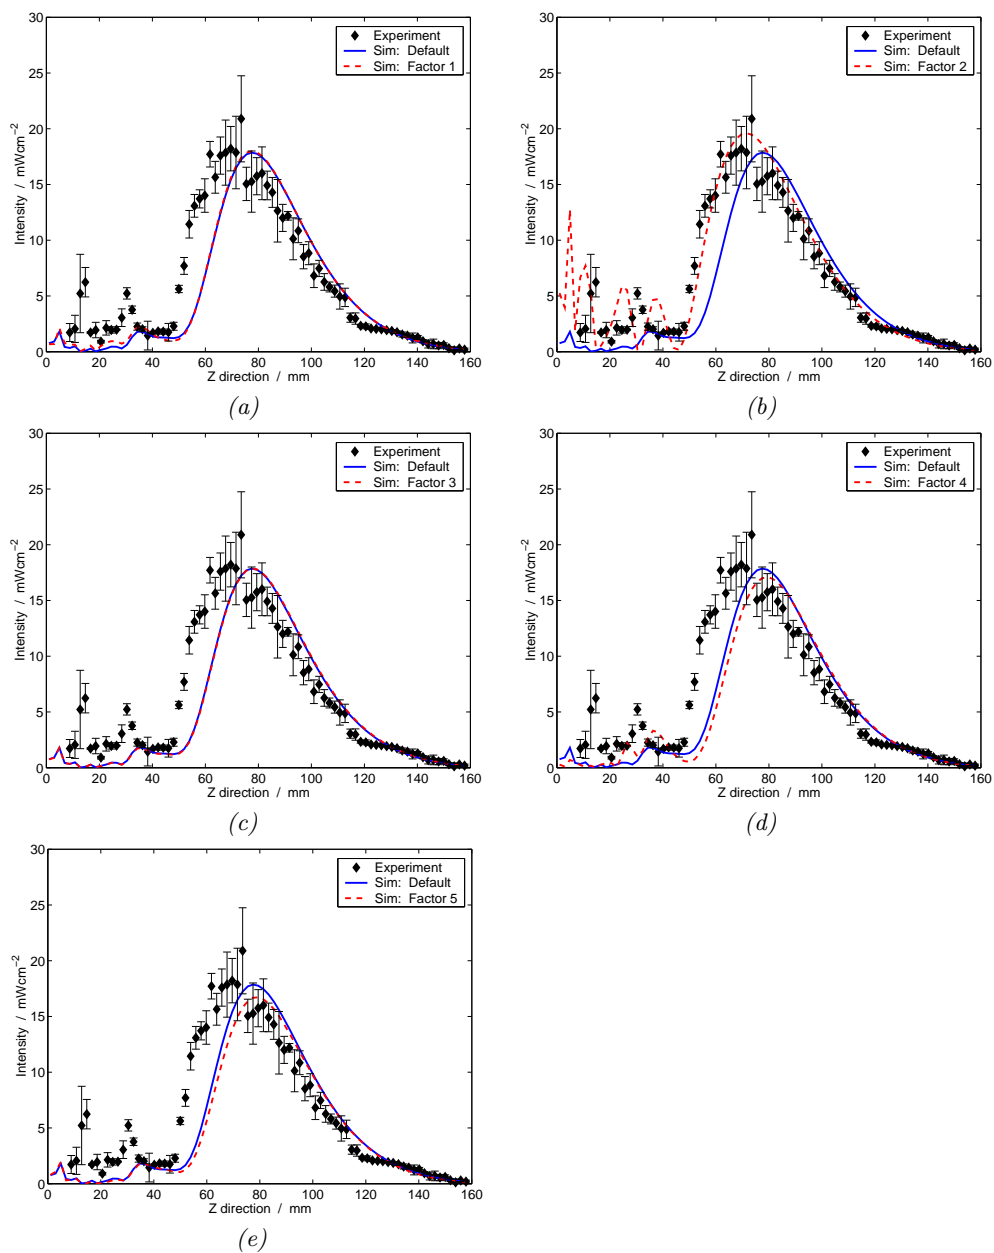 30
25
20
15
10
5
0
Intensity / mWcm−2
Experiment
Sim: Default
Sim: Factor 1
0 20 40 60 80 100 120 140 160
Z direction / mm
(a)
30
25
20
15
10
5
0
Intensity / mWcm−2
Experiment
Sim: Default
Sim: Factor 2
0 20 40 60 80 100 120 140 160
Z direction / mm
(b)
30
25
20
15
10
5
0
Intensity / mWcm−2
Experiment
Sim: Default
Sim: Factor 3
0 20 40 60 80 100 120 140 160
Z direction / mm
(c)
30
25
20
15
10
5
0
Intensity / mWcm−2
Experiment
Sim: Default
Sim: Factor 4
0 20 40 60 80 100 120 140 160
Z direction / mm
(d)
30
25
20
15
10
5
0
Intensity / mWcm−2
Experiment
Sim: Default
Sim: Factor 5
0 20 40 60 80 100 120 140 160
Z direction / mm
(e)